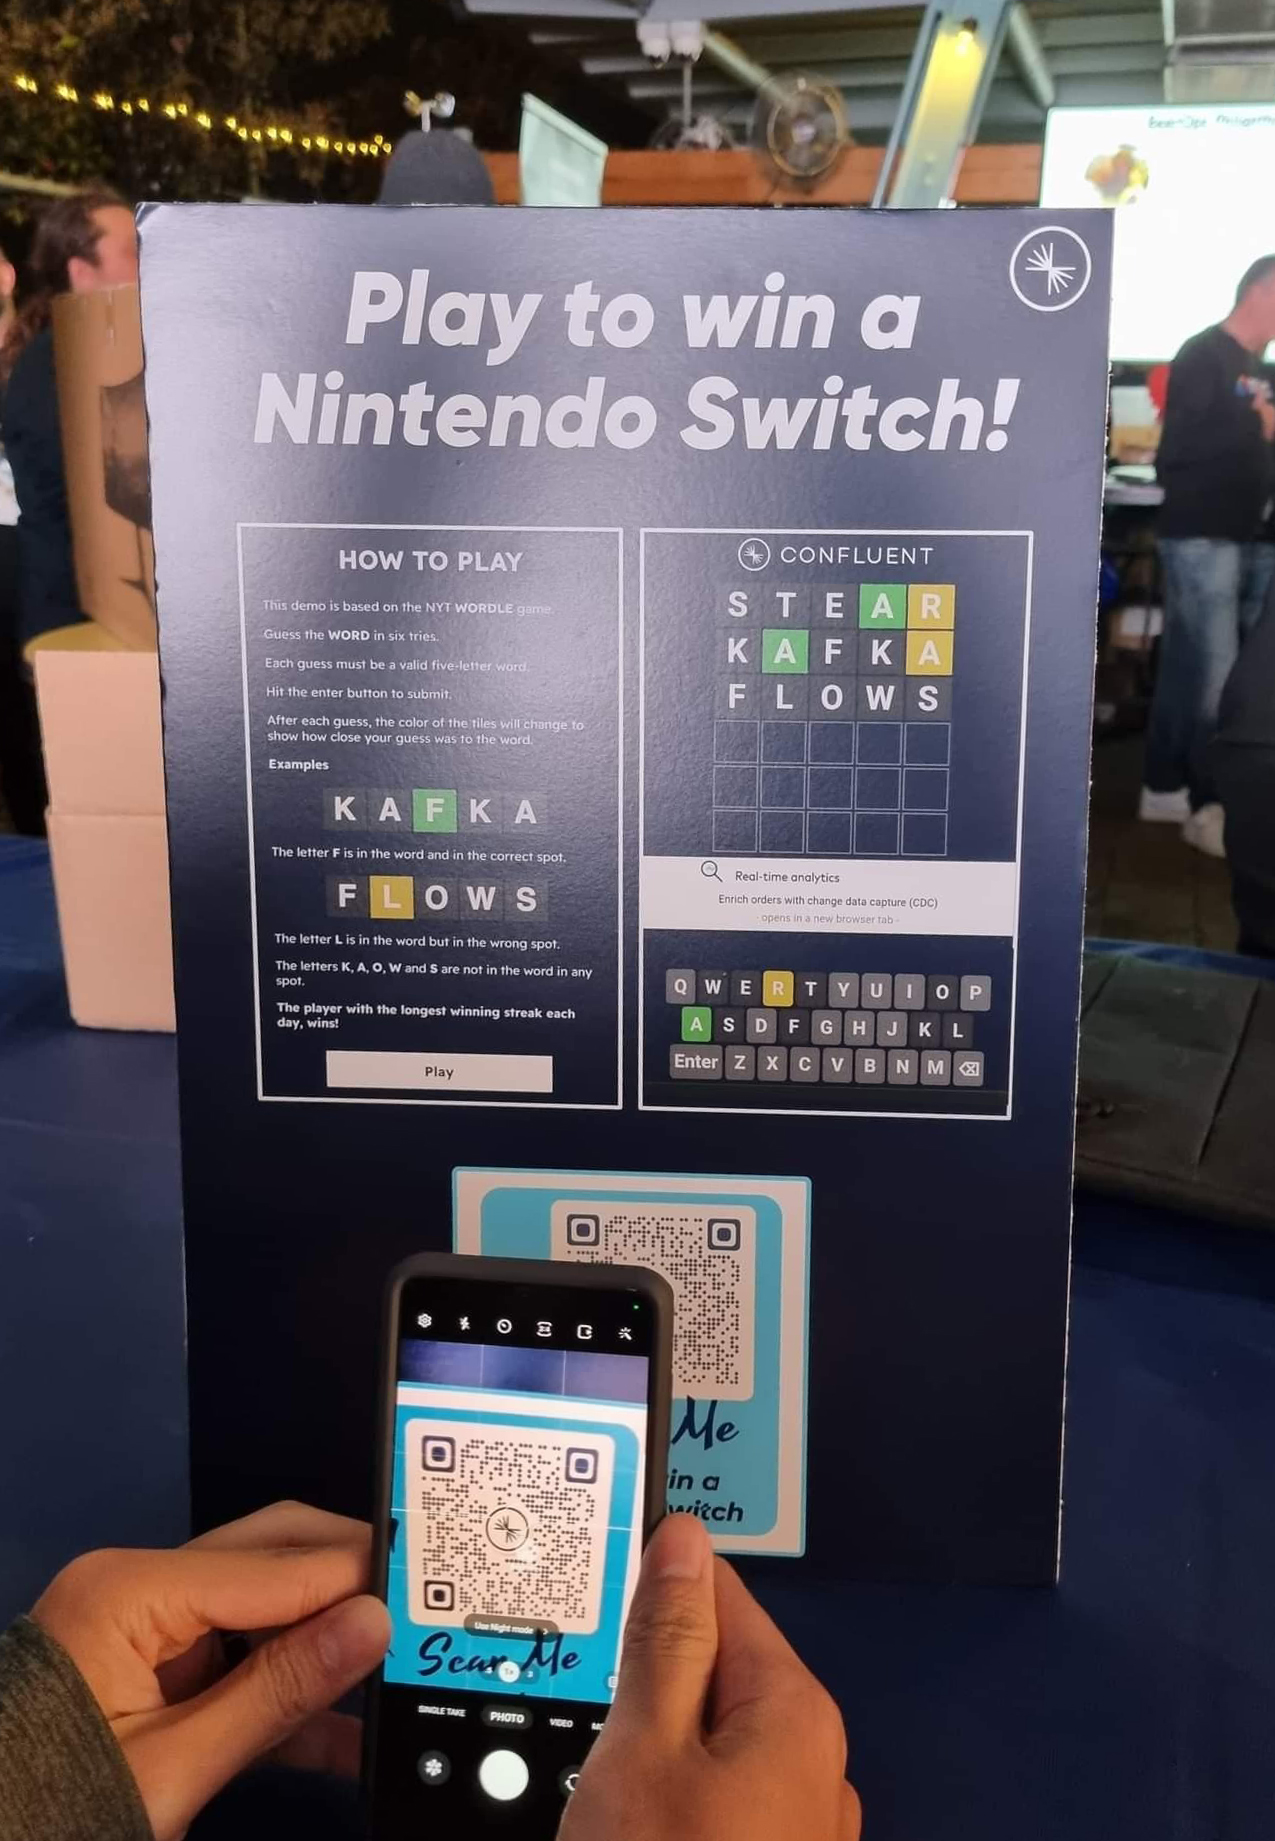 Play to win a
Nintendo Switch!
HOW TO PLAY
This demo is based on the NYT WORDLE game.
Guess the WORD in six tries.
Each guess must be a valid five-letter word.
Hit the enter button to submit.
After each guess, the color of the tiles will change to
show how close your guess was to the word.
Examples
K A F K A
The letter F is in the word and in the correct spot.
F L O W S
The letter L is in the word but in the wrong spot.
The letters K, A, O, W and S are not in the word in any
spot.
The player with the longest winning streak each
day, wins!
Play
CONFLUENT
S T E A R
K A F K A
F L O W S
Real-time analytics
Enrich orders with change data capture (CDC)
- opens in a new browser tab -
Q W E R T Y U I O P
A S D F G H J K L
Enter Z X C V B N M
Me
in a
witch
Use Night mode
Scan Me
SINGLE TAKE PHOTO VIDEO